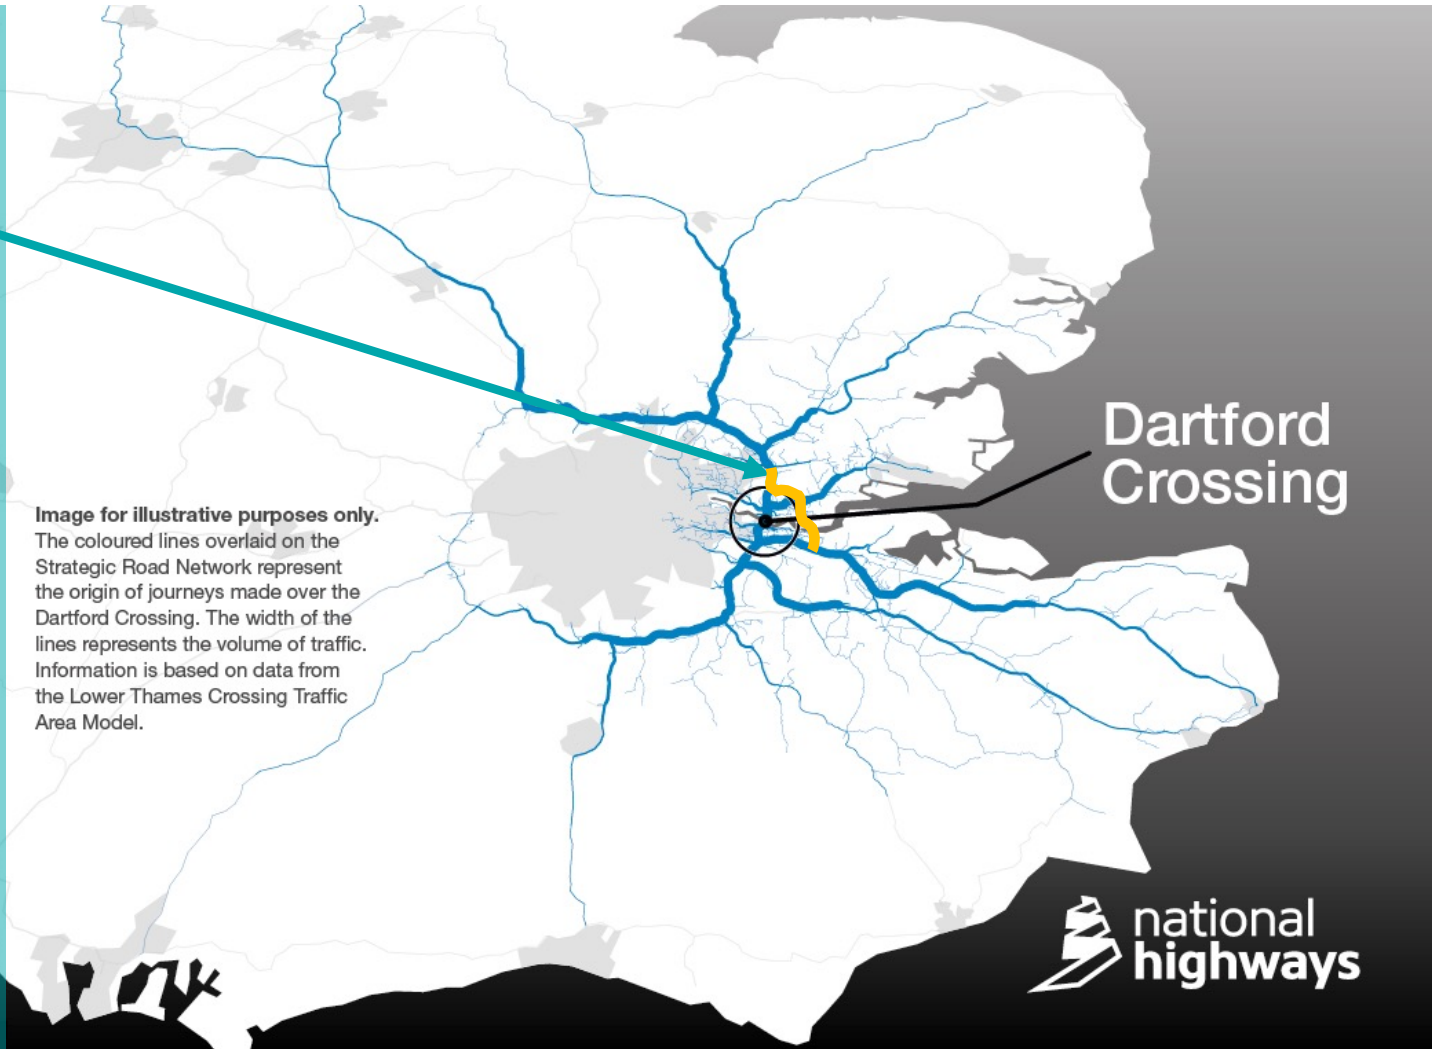 Dartford
Crossing
Image for illustrative purposes only.
The coloured lines overlaid on the
Strategic Road Network represent
the origin of journeys made over the
Dartford Crossing. The width of the
lines represents the volume of traffic.
Information is based on data from
the Lower Thames Crossing Traffic
Area Model.
national
highways